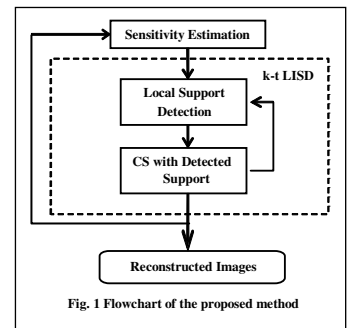 Sensitivity Estimation
k-t LISD
Local Support
Detection
CS with Detected
Support
Reconstructed Images
Fig. 1 Flowchart of the proposed method